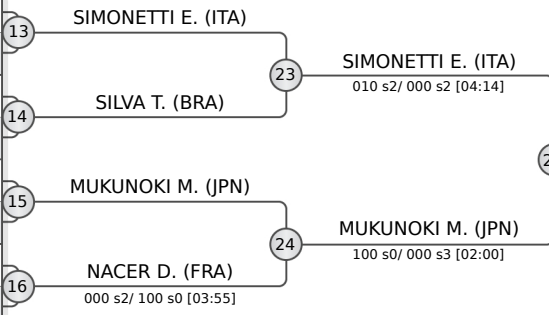 SIMONETTI E. (ITA)
13
23
SIMONETTI E. (ITA)
010 s2/ 000 s2 [04:14]
SILVA T. (BRA)
14
MUKUNOKI M. (JPN)
15
24
MUKUNOKI M. (JPN)
100 s0/ 000 s3 [02:00]
NACER D. (FRA)
16
000 s2/ 100 s0 [03:55]